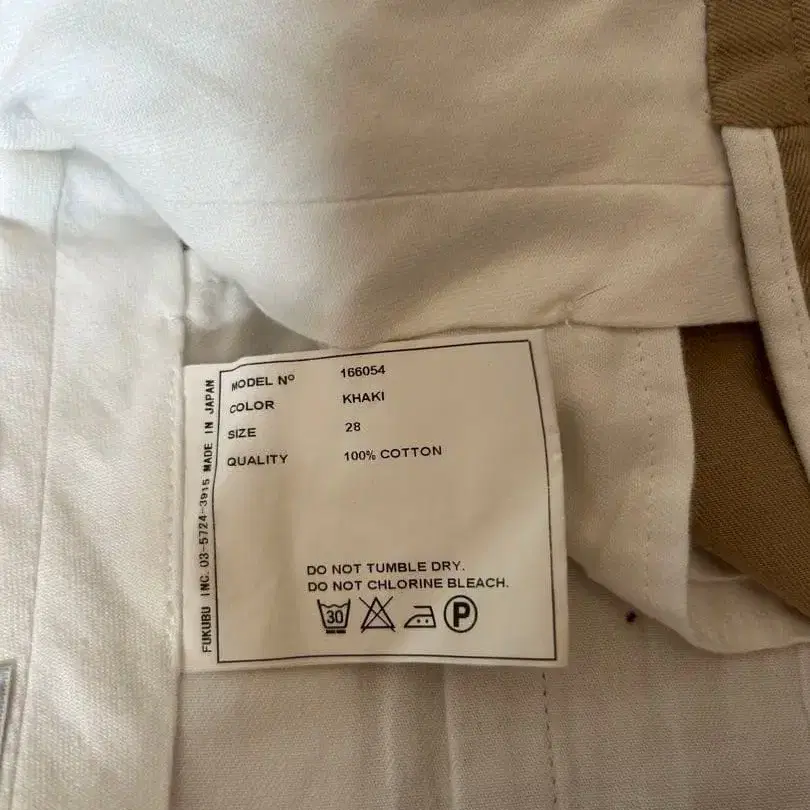 MODEL Nº 166054
COLOR KHAKI
SIZE 28
QUALITY 100% COTTON
DO NOT TUMBLE DRY.
DO NOT CHLORINE BLEACH.
30 P
FUKUBU INC. 03-5724-3915 MADE IN JAPAN